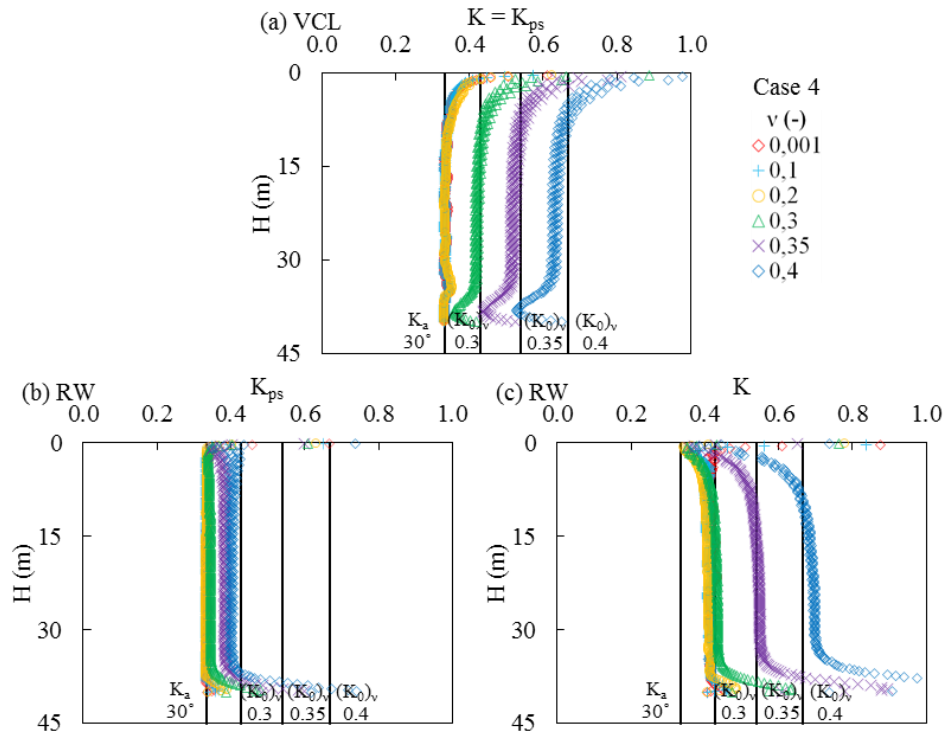 (a) VCL
K = Kps
0.0 0.2 0.4 0.6 0.8 1.0
0
15
30
45
H (m)
Ka (K0)ν (K0)ν (K0)ν
30° 0.3 0.35 0.4
Case 4
ν (-)
0,001
0,1
0,2
0,3
0,35
0,4
(b) RW
Kps
0.0 0.2 0.4 0.6 0.8 1.0
0
15
30
45
H (m)
Ka (K0)ν (K0)ν (K0)ν
30° 0.3 0.35 0.4
(c) RW
K
0.0 0.2 0.4 0.6 0.8 1.0
0
15
30
45
H (m)
Ka (K0)ν (K0)ν (K0)ν
30° 0.3 0.35 0.4